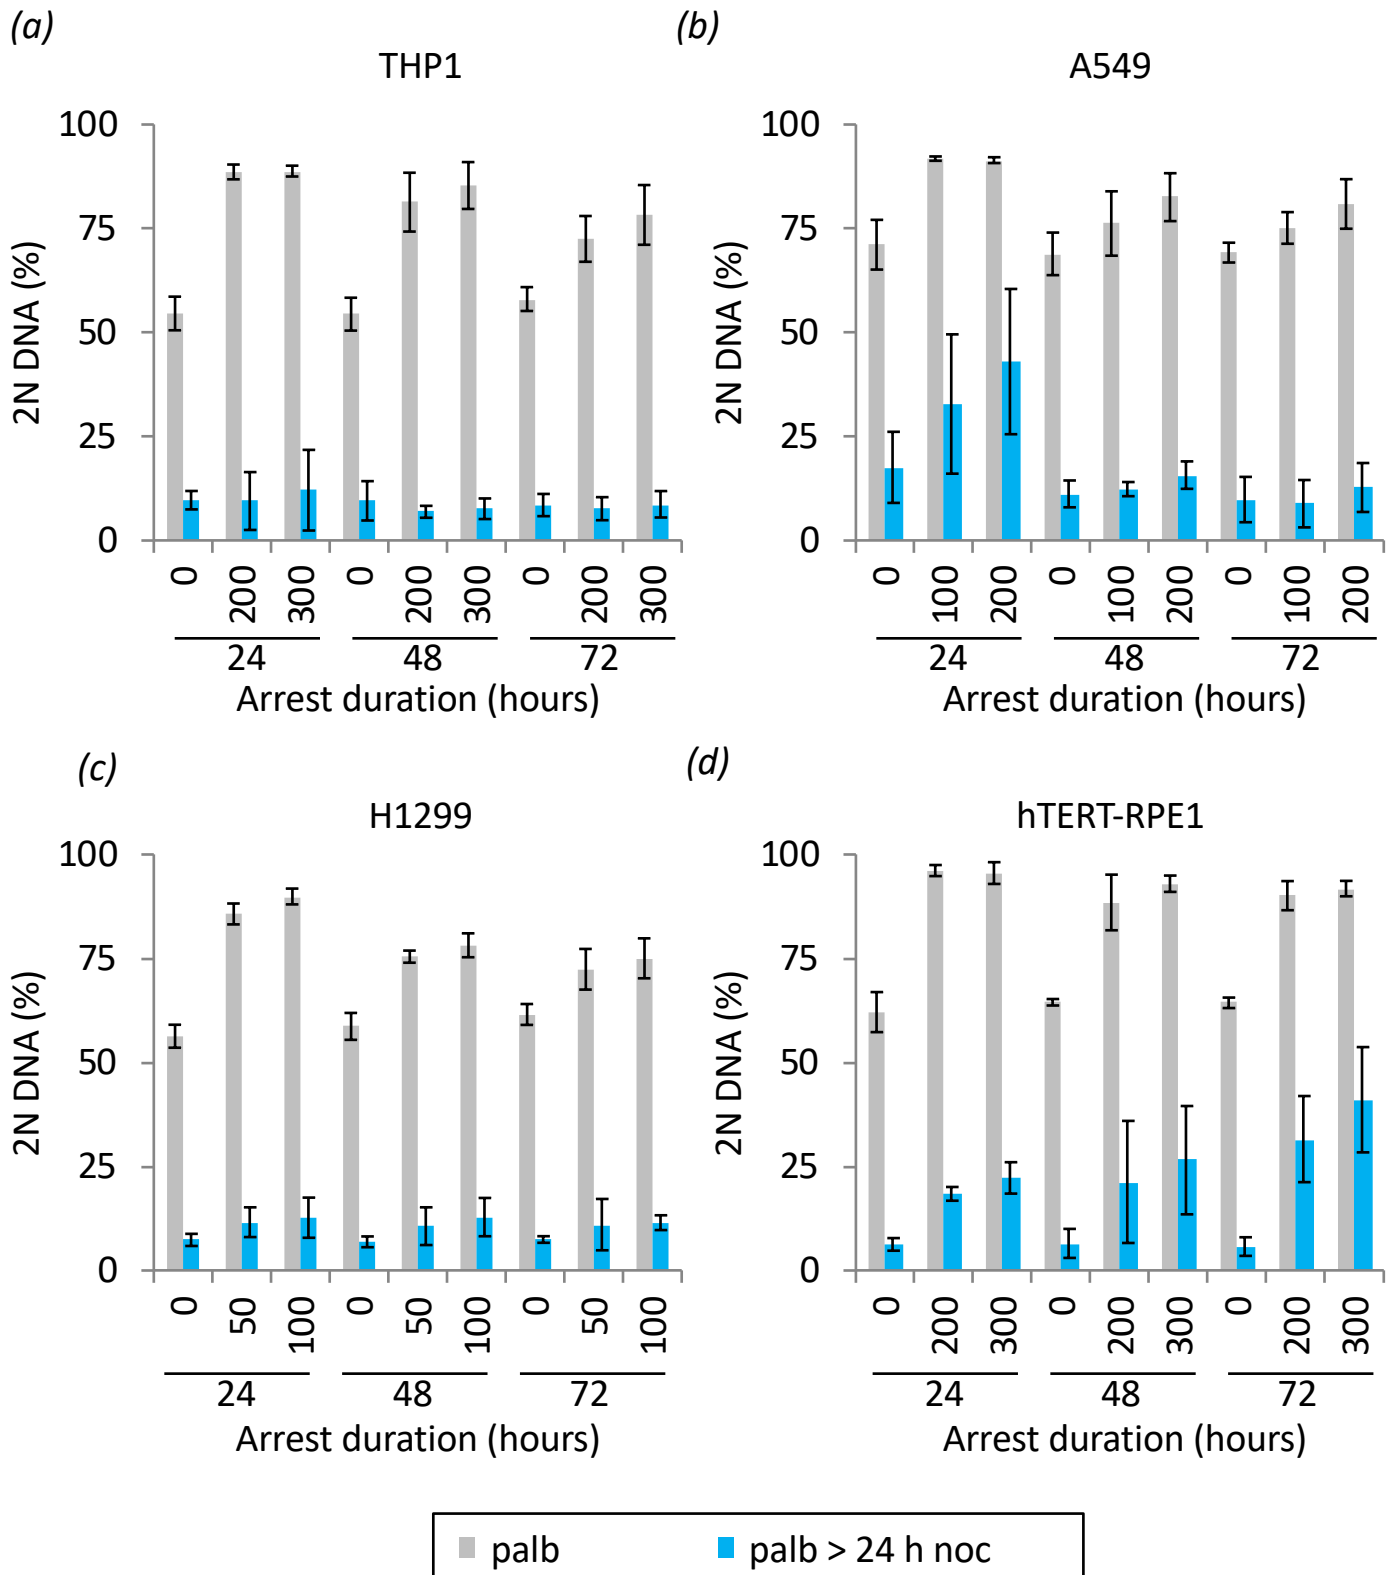 (a)
THP1
2N DNA (%)
100
75
50
25
0
0 200 300 0 200 300 0 200 300
24 48 72
Arrest duration (hours)
(b)
A549
2N DNA (%)
100
75
50
25
0
0 100 200 0 100 200 0 100 200
24 48 72
Arrest duration (hours)
(c)
H1299
2N DNA (%)
100
75
50
25
0
0 50 100 0 50 100 0 50 100
24 48 72
Arrest duration (hours)
(d)
hTERT-RPE1
2N DNA (%)
100
75
50
25
0
0 200 300 0 200 300 0 200 300
24 48 72
Arrest duration (hours)
palb palb > 24 h noc